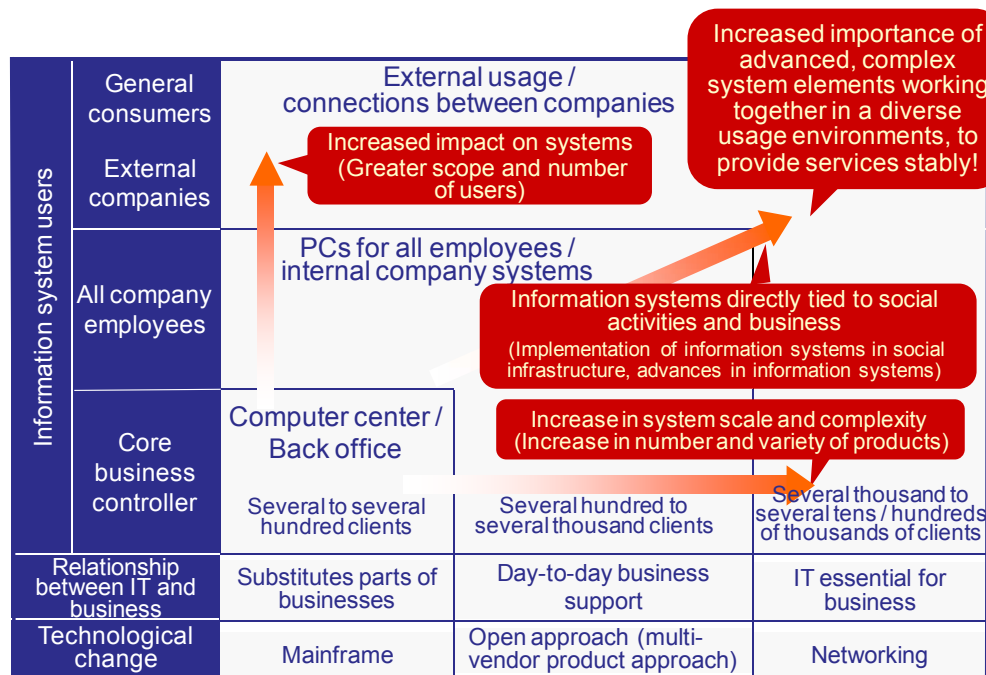 Increased importance of
advanced, complex
system elements working
together in a diverse
usage environments, to
provide services stably!
Information system users
General
consumers
External
companies
External usage /
connections between companies
Increased impact on systems
(Greater scope and number
of users)
All company
employees
PCs for all employees /
internal company systems
Information systems directly tied to social
activities and business
(Implementation of information systems in social
infrastructure, advances in information systems)
Core
business
controller
Computer center /
Back office
Increase in system scale and complexity
(Increase in number and variety of products)
Several to several
hundred clients
Several hundred to
several thousand clients
Several thousand to
several tens / hundreds
of thousands of clients
Relationship
between IT and
business
Substitutes parts of
businesses
Day-to-day business
support
IT essential for
business
Technological
change
Mainframe
Open approach (multi-
vendor product approach)
Networking